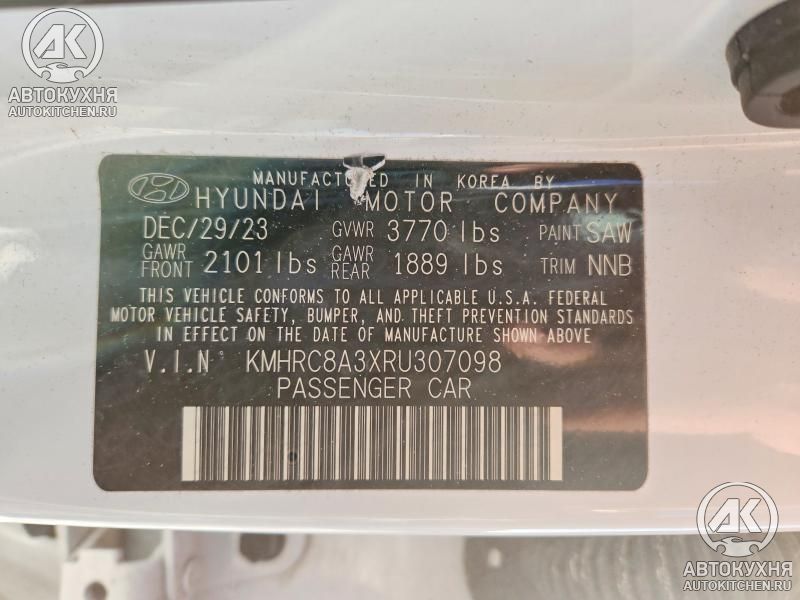 AK
АВТОКУХНЯ
AUTOKITCHEN.RU
MANUFACTURED IN KOREA BY
HYUNDAI MOTOR COMPANY
DEC/29/23 GVWR 3770 lbs PAINT SAW
GAWR FRONT 2101 lbs GAWR REAR 1889 lbs TRIM NNB
THIS VEHICLE CONFORMS TO ALL APPLICABLE U.S.A. FEDERAL
MOTOR VEHICLE SAFETY, BUMPER, AND THEFT PREVENTION STANDARDS
IN EFFECT ON THE DATE OF MANUFACTURE SHOWN ABOVE
V.I.N KMHRC8A3XRU307098
PASSENGER CAR
AK
АВТОКУХНЯ
AUTOKITCHEN.RU